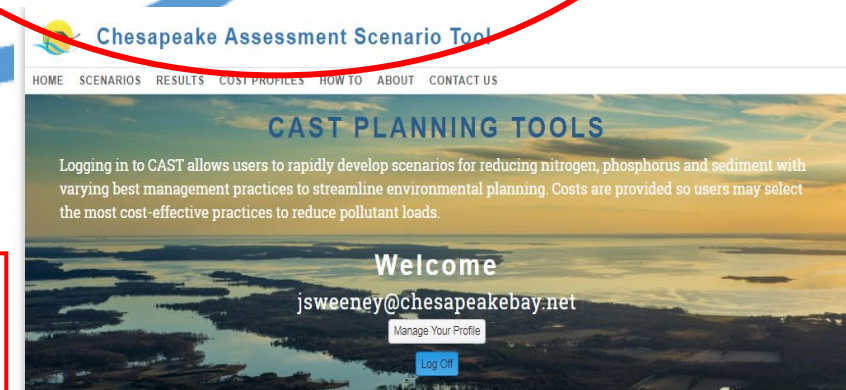 Chesapeake Assessment Scenario Tool
HOME SCENARIOS RESULTS COST PROFILES HOW TO ABOUT CONTACT US
CAST PLANNING TOOLS
Logging in to CAST allows users to rapidly develop scenarios for reducing nitrogen, phosphorus and sediment with
varying best management practices to streamline environmental planning. Costs are provided so users may select
the most cost-effective practices to reduce pollutant loads.
Welcome
jsweeney@chesapeakebay.net
Manage Your Profile
Log Off